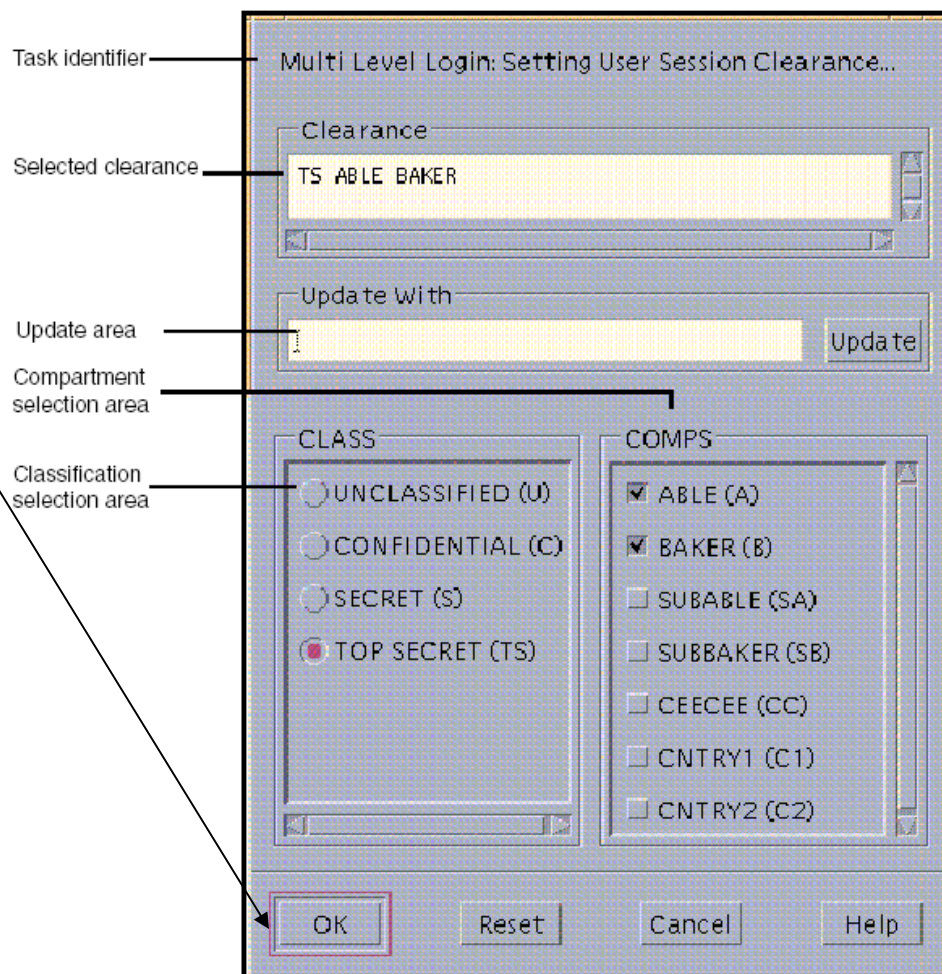 Task identifier
Multi Level Login: Setting User Session Clearance...
Clearance
Selected clearance
TS ABLE BAKER
Update With
Update area
Update
Compartment
selection area
CLASS
COMPS
Classification
selection area
UNCLASSIFIED (U)
CONFIDENTIAL (C)
SECRET (S)
TOP SECRET (TS)
ABLE (A)
BAKER (B)
SUBABLE (SA)
SUBBAKER (SB)
CEECEE (CC)
CNTRY1 (C1)
CNTRY2 (C2)
OK
Reset
Cancel
Help